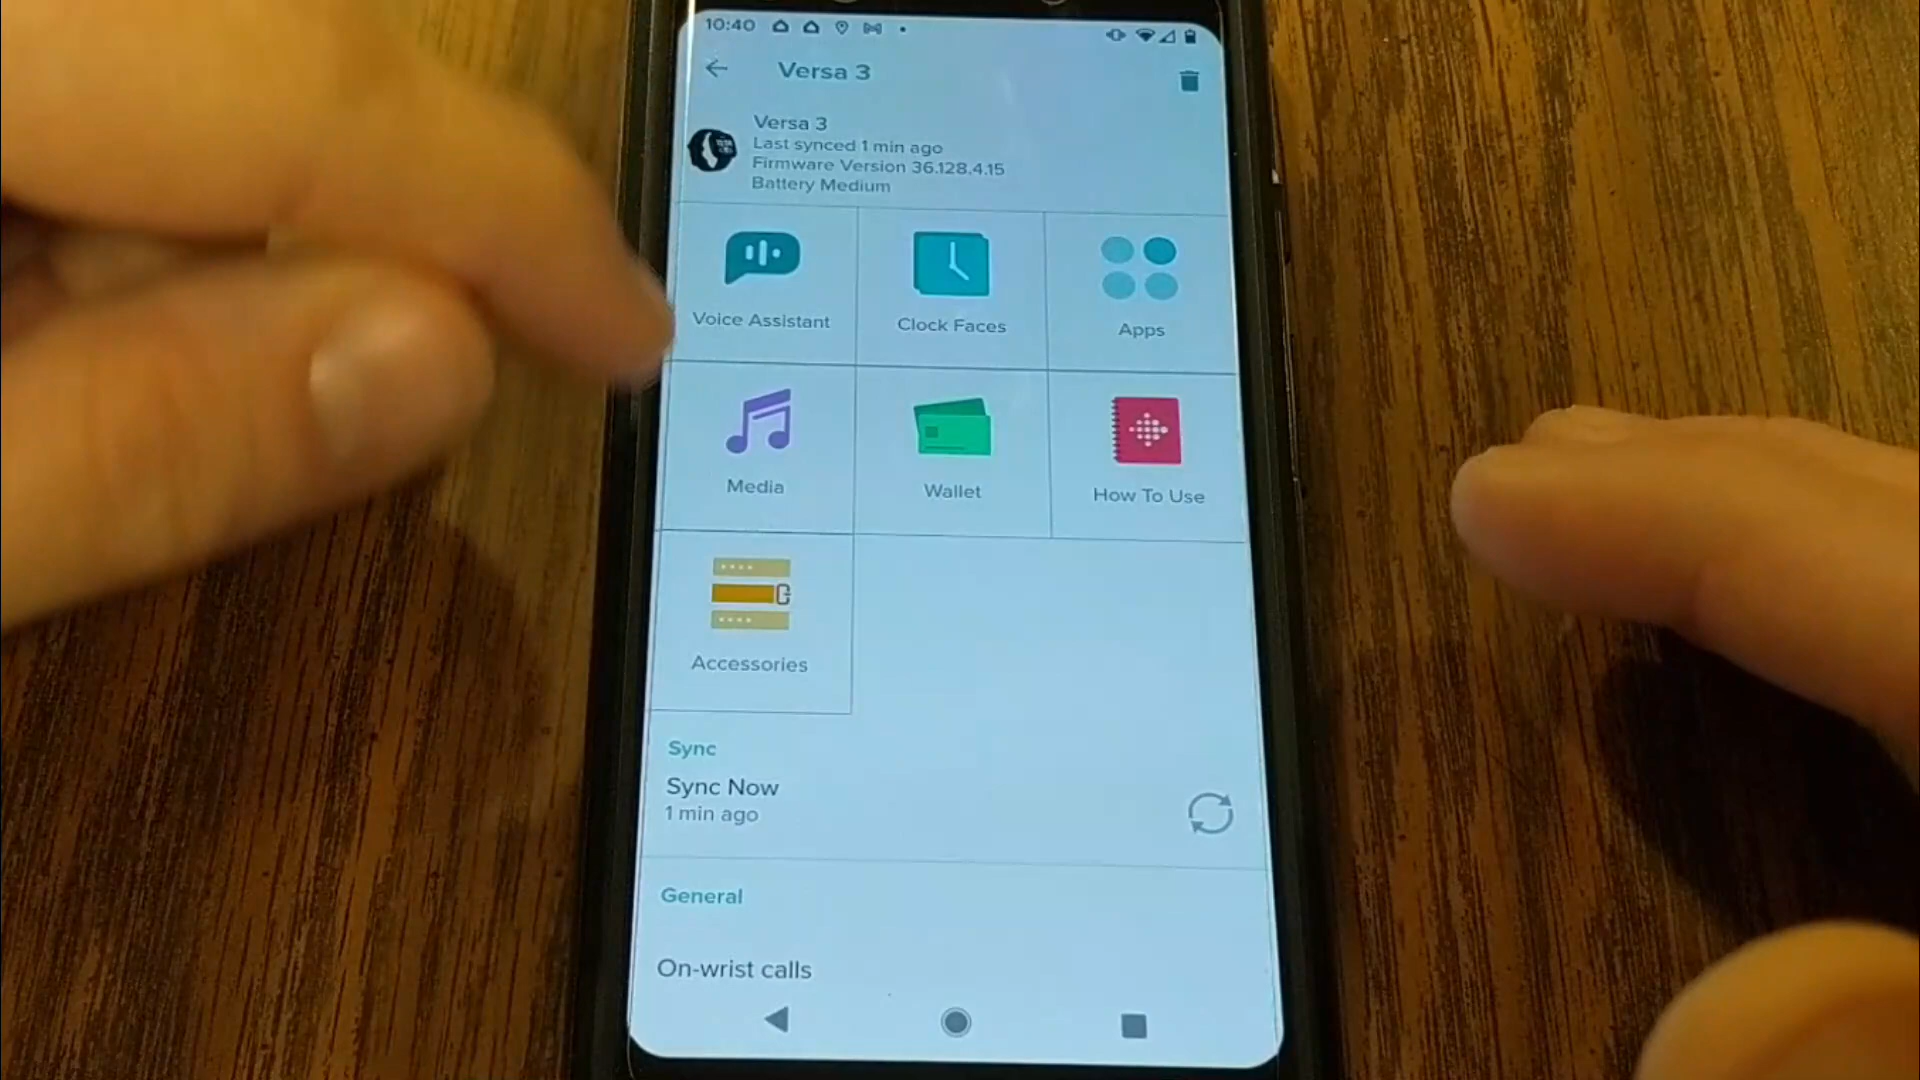 10:40
Versa 3
Versa 3
Last synced 1 min ago
Firmware Version 36.128.4.15
Battery Medium
Voice Assistant
Clock Faces
Apps
Media
Wallet
How To Use
Accessories
Sync
Sync Now
1 min ago
General
On-wrist calls